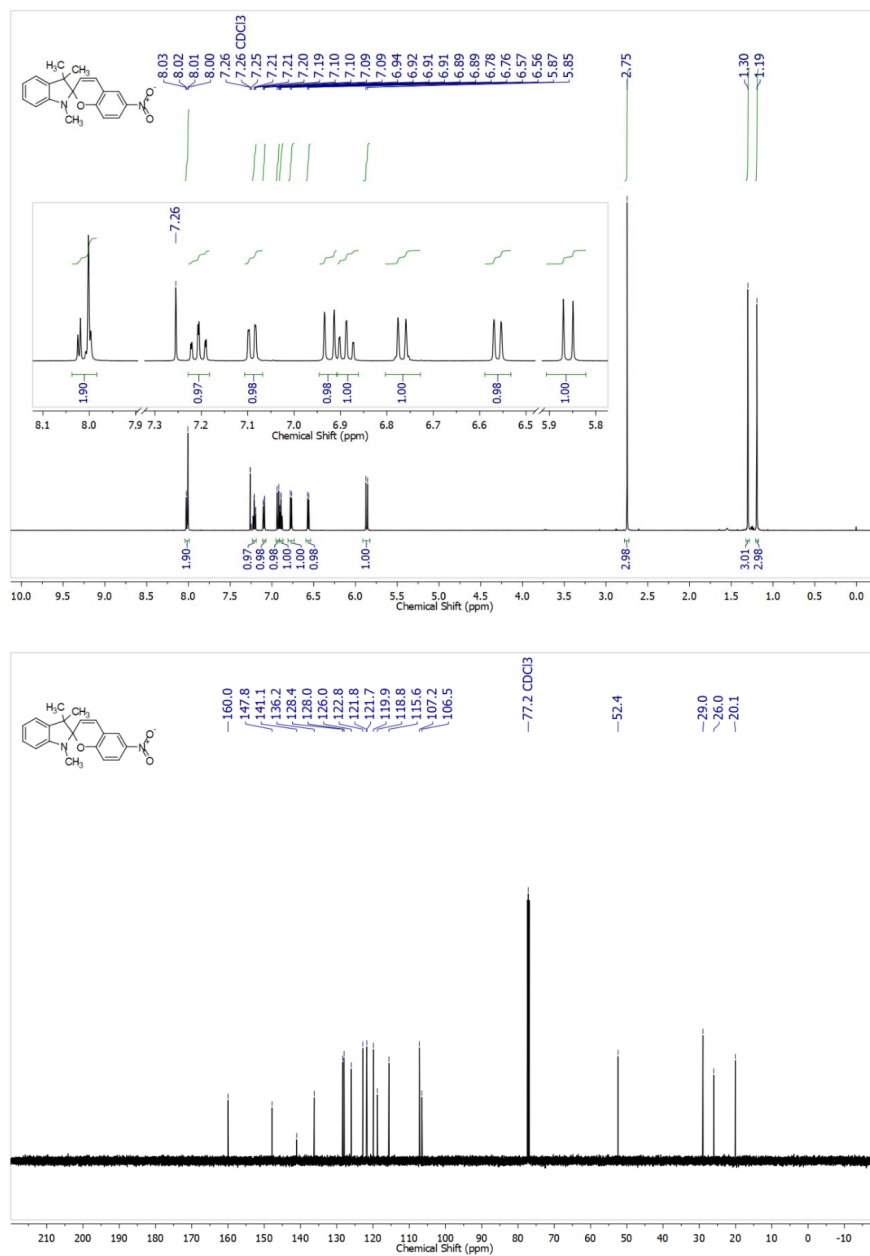 8.03 8.02 8.01 8.00 7.26 7.26 CDCl3 7.25 7.21 7.21 7.20 7.19 7.10 7.10 7.09 7.09 6.94 6.92 6.91 6.91 6.89 6.89 6.78 6.76 6.57 6.56 5.87 5.85 2.75 1.30 1.19
H3C
CH3
N
CH3
O
N+
O-
O
7.26
1.90 0.97 0.98 0.98 1.00 1.00 0.98 1.00
8.1 8.0 7.9 7.3 7.2 7.1 7.0 6.9 6.8 6.7 6.6 6.5 5.9 5.8
Chemical Shift (ppm)
1.90 0.97 0.98 0.98 1.00 1.00 0.98 1.00 2.98 3.01 2.98
10.0 9.5 9.0 8.5 8.0 7.5 7.0 6.5 6.0 5.5 5.0 4.5 4.0 3.5 3.0 2.5 2.0 1.5 1.0 0.5 0.0
Chemical Shift (ppm)
160.0 147.8 141.1 136.2 128.4 128.0 126.0 122.8 121.8 121.7 119.9 118.8 115.6 107.2 106.5 77.2 CDCl3 52.4 29.0 26.0 20.1
H3C
CH3
N
CH3
O
N+
O-
O
210 200 190 180 170 160 150 140 130 120 110 100 90 80 70 60 50 40 30 20 10 0 -10
Chemical Shift (ppm)